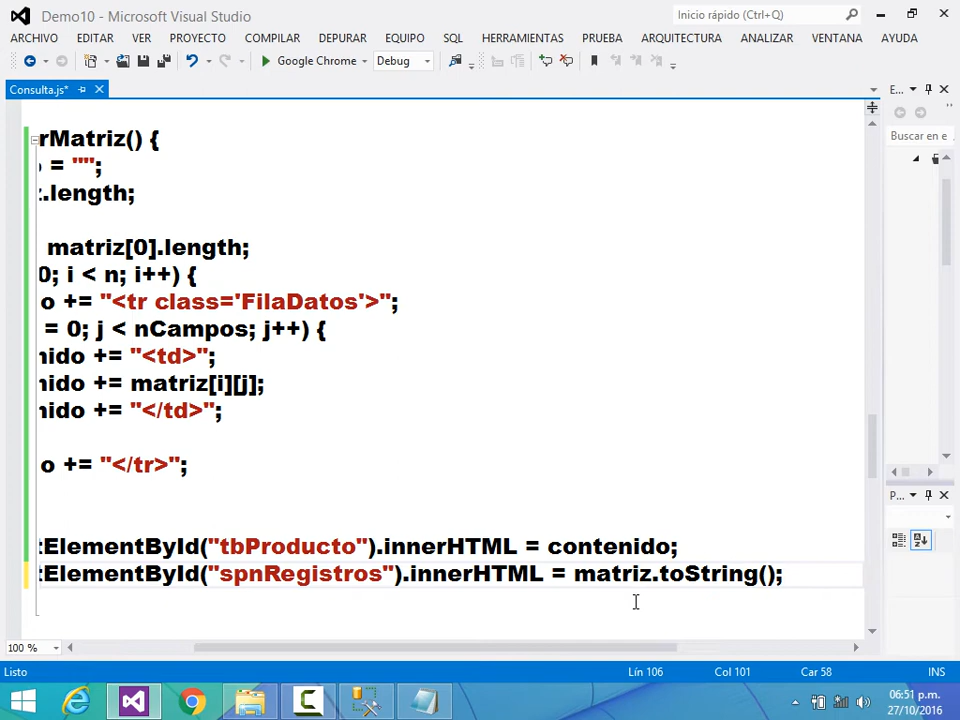 Demo10 - Microsoft Visual Studio
Inicio rápido (Ctrl+Q)
ARCHIVO EDITAR VER PROYECTO COMPILAR DEPURAR EQUIPO SQL HERRAMIENTAS PRUEBA ARQUITECTURA ANALIZAR VENTANA AYUDA
Google Chrome Debug
Consulta.js* E...
Buscar en e
rMatriz() {
o = "";
z.length;
matriz[0].length;
0; i < n; i++) {
o += "<tr class='FilaDatos'>";
= 0; j < nCampos; j++) {
nido += "<td>";
nido += matriz[i][j];
nido += "</td>";
o += "</tr>";
P...
tElementById("tbProducto").innerHTML = contenido;
tElementById("spnRegistros").innerHTML = matriz.toString();
100 %
Listo Lín 106 Col 101 Car 58 INS
06:51 p.m.
27/10/2016